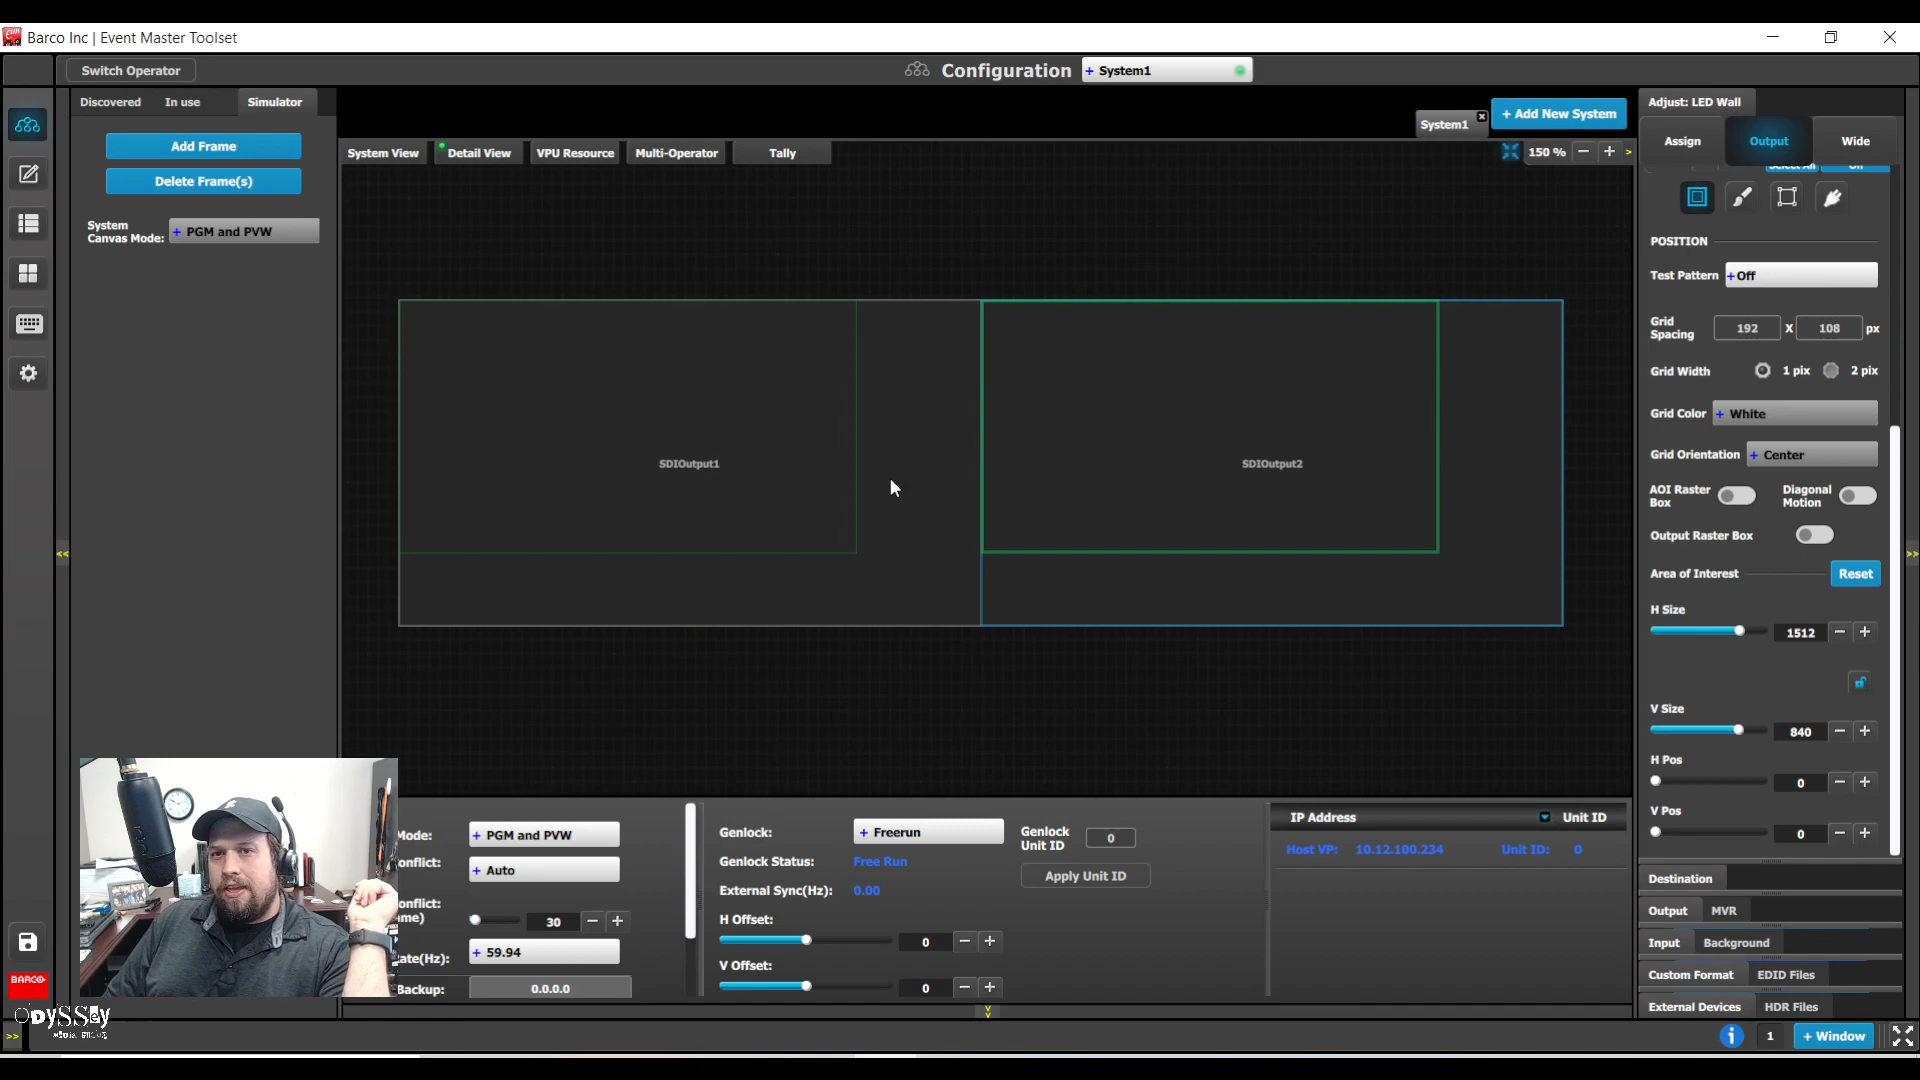 Barco Inc | Event Master Toolset
Switch Operator
Configuration
+ System1
Discovered
In use
Simulator
Add Frame
Delete Frame(s)
System
Canvas Mode:
+ PGM and PVW
System1
+ Add New System
System View
Detail View
VPU Resource
Multi-Operator
Tally
150 %
SDIOutput1
SDIOutput2
Adjust: LED Wall
Assign
Output
Wide
Select All
POSITION
Test Pattern
+ Off
Grid
Spacing
192 X 108 px
Grid Width
1 pix
2 pix
Grid Color
+ White
Grid Orientation
+ Center
AOI Raster
Box
Diagonal
Motion
Output Raster Box
Area of Interest
Reset
H Size
1512
V Size
840
H Pos
0
V Pos
0
Destination
Output
MVR
Input
Background
Custom Format
EDID Files
External Devices
HDR Files
Mode:
+ PGM and PVW
onflict:
+ Auto
onflict:
me)
30
ate(Hz):
+ 59.94
Backup:
0.0.0.0
Genlock:
+ Freerun
Genlock
Unit ID
0
Genlock Status:
Free Run
Apply Unit ID
External Sync(Hz):
0.00
H Offset:
0
V Offset:
0
IP Address
Unit ID
Host VP:
10.12.100.234
Unit ID:
0
BARCO
Odyssey
1
+ Window